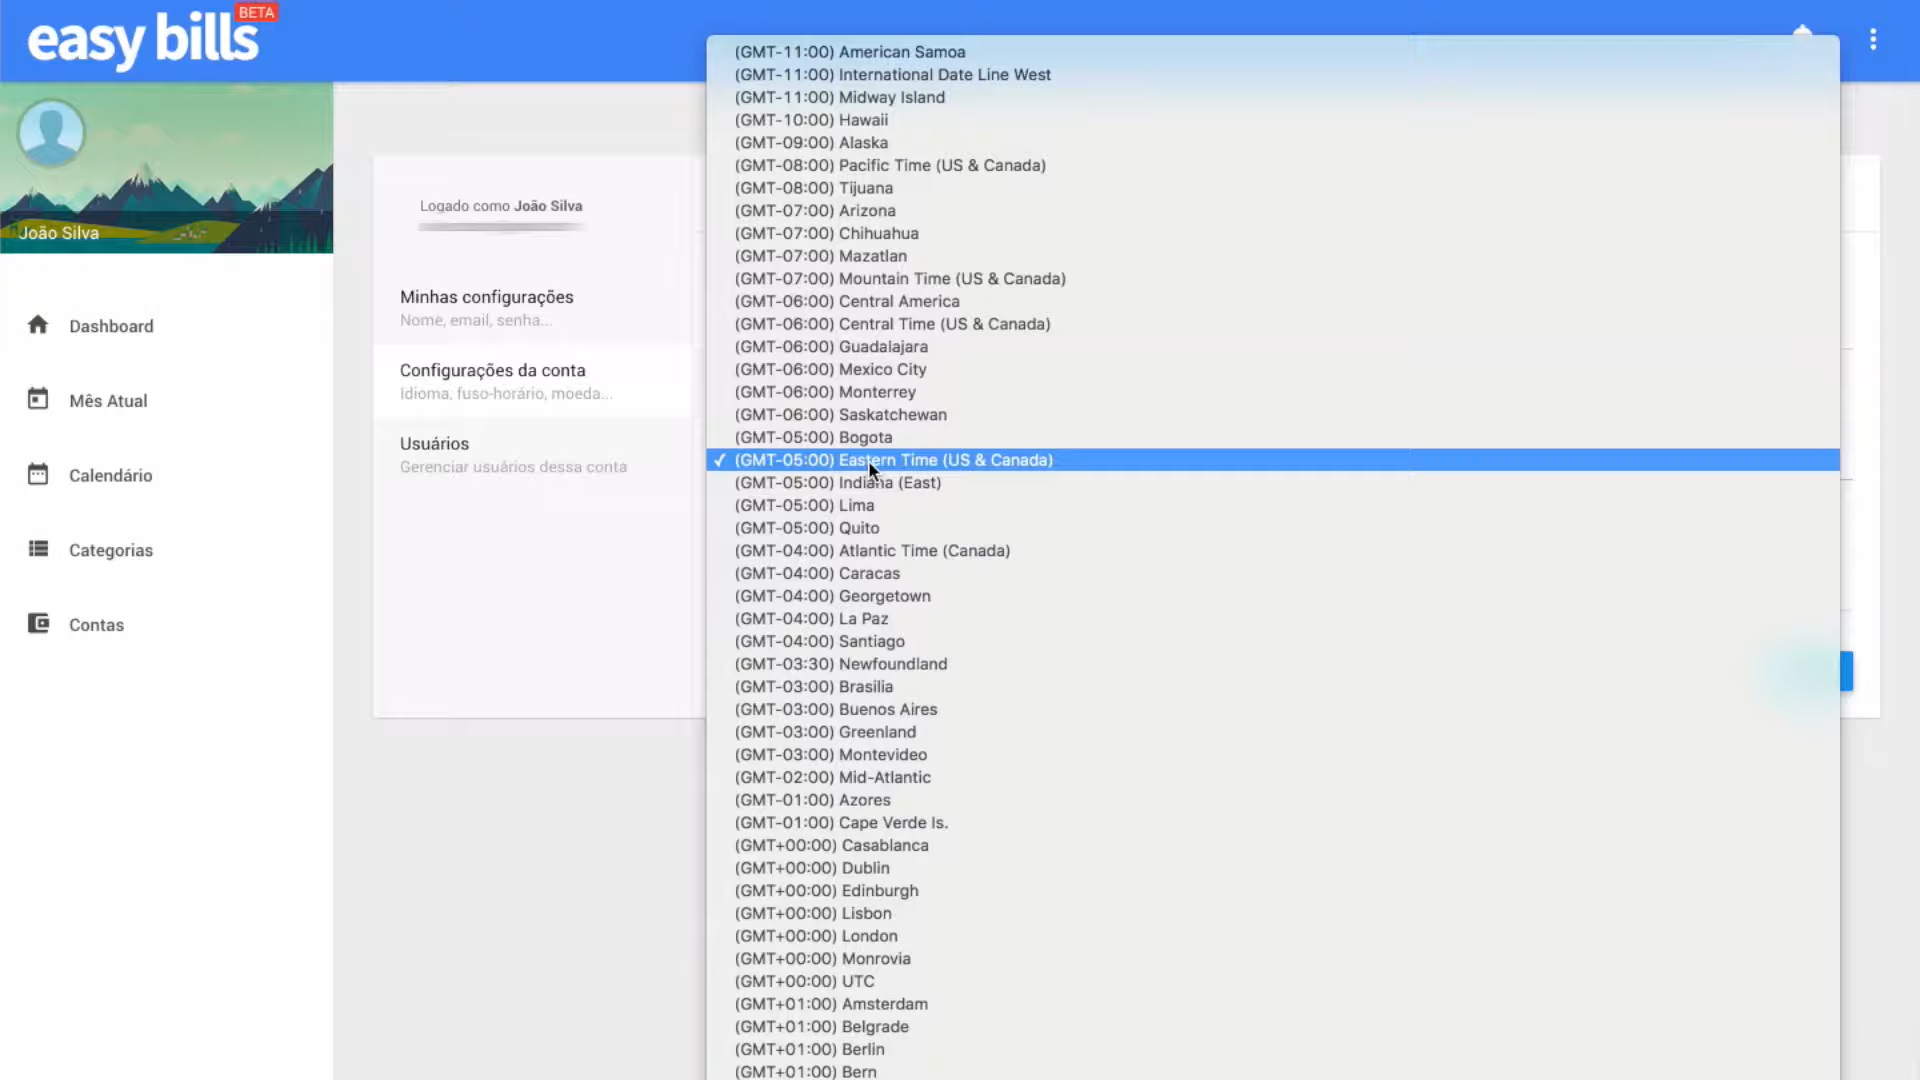 easy bills
BETA
João Silva
Dashboard
Mês Atual
Calendário
Categorias
Contas
Logado como João Silva
Minhas configurações
Nome, email, senha...
Configurações da conta
Idioma, fuso-horário, moeda...
Usuários
Gerenciar usuários dessa conta
(GMT-11:00) American Samoa
(GMT-11:00) International Date Line West
(GMT-11:00) Midway Island
(GMT-10:00) Hawaii
(GMT-09:00) Alaska
(GMT-08:00) Pacific Time (US & Canada)
(GMT-08:00) Tijuana
(GMT-07:00) Arizona
(GMT-07:00) Chihuahua
(GMT-07:00) Mazatlan
(GMT-07:00) Mountain Time (US & Canada)
(GMT-06:00) Central America
(GMT-06:00) Central Time (US & Canada)
(GMT-06:00) Guadalajara
(GMT-06:00) Mexico City
(GMT-06:00) Monterrey
(GMT-06:00) Saskatchewan
(GMT-05:00) Bogota
✓ (GMT-05:00) Eastern Time (US & Canada)
(GMT-05:00) Indiana (East)
(GMT-05:00) Lima
(GMT-05:00) Quito
(GMT-04:00) Atlantic Time (Canada)
(GMT-04:00) Caracas
(GMT-04:00) Georgetown
(GMT-04:00) La Paz
(GMT-04:00) Santiago
(GMT-03:30) Newfoundland
(GMT-03:00) Brasilia
(GMT-03:00) Buenos Aires
(GMT-03:00) Greenland
(GMT-03:00) Montevideo
(GMT-02:00) Mid-Atlantic
(GMT-01:00) Azores
(GMT-01:00) Cape Verde Is.
(GMT+00:00) Casablanca
(GMT+00:00) Dublin
(GMT+00:00) Edinburgh
(GMT+00:00) Lisbon
(GMT+00:00) London
(GMT+00:00) Monrovia
(GMT+00:00) UTC
(GMT+01:00) Amsterdam
(GMT+01:00) Belgrade
(GMT+01:00) Berlin
(GMT+01:00) Bern